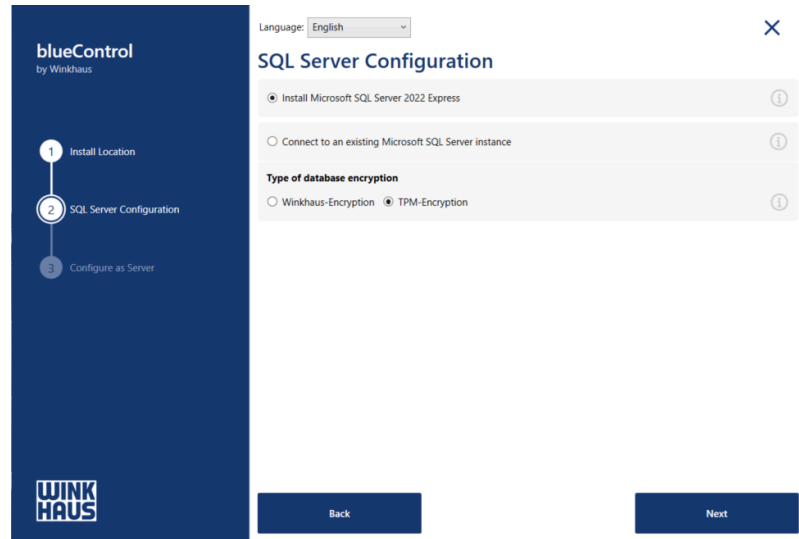 blueControl
by Winkhaus
1 Install Location
2 SQL Server Configuration
3 Configure as Server
WINK
HAUS
Language: English
SQL Server Configuration
Install Microsoft SQL Server 2022 Express
Connect to an existing Microsoft SQL Server instance
Type of database encryption
Winkhaus-Encryption TPM-Encryption
Back Next